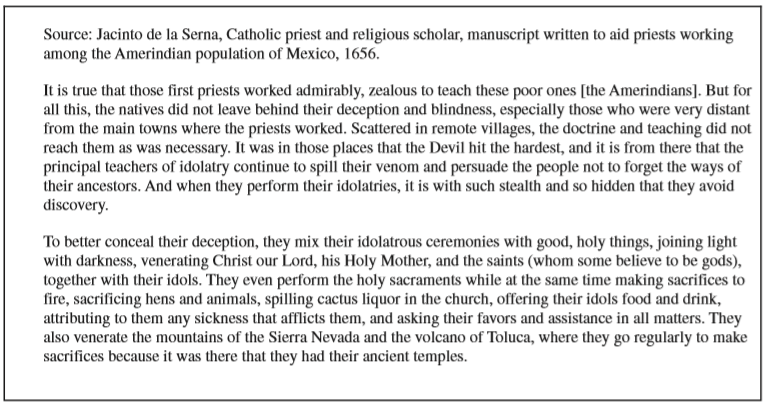 Source: Jacinto de la Serna, Catholic priest and religious scholar, manuscript written to aid priests working
among the Amerindian population of Mexico, 1656.
It is true that those first priests worked admirably, zealous to teach these poor ones [the Amerindians]. But for
all this, the natives did not leave behind their deception and blindness, especially those who were very distant
from the main towns where the priests worked. Scattered in remote villages, the doctrine and teaching did not
reach them as was necessary. It was in those places that the Devil hit the hardest, and it is from there that the
principal teachers of idolatry continue to spill their venom and persuade the people not to forget the ways of
their ancestors. And when they perform their idolatries, it is with such stealth and so hidden that they avoid
discovery.
To better conceal their deception, they mix their idolatrous ceremonies with good, holy things, joining light
with darkness, venerating Christ our Lord, his Holy Mother, and the saints (whom some believe to be gods),
together with their idols. They even perform the holy sacraments while at the same time making sacrifices to
fire, sacrificing hens and animals, spilling cactus liquor in the church, offering their idols food and drink,
attributing to them any sickness that afflicts them, and asking their favors and assistance in all matters. They
also venerate the mountains of the Sierra Nevada and the volcano of Toluca, where they go regularly to make
sacrifices because it was there that they had their ancient temples.